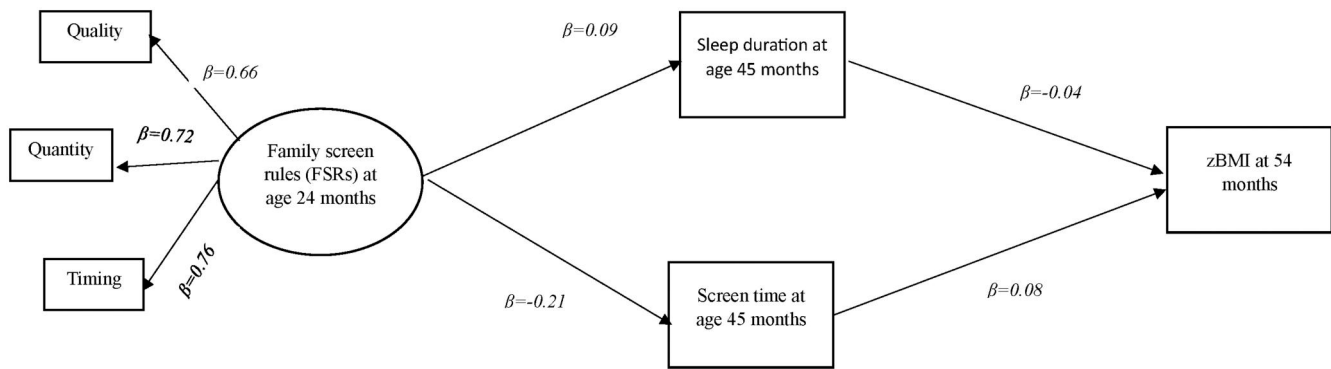 Quality
β=0.66
Quantity
β=0.72
Timing
β=0.76
Family screen
rules (FSRs) at
age 24 months
β=0.09
β=-0.21
Sleep duration at
age 45 months
Screen time at
age 45 months
β=-0.04
β=0.08
zBMI at 54
months